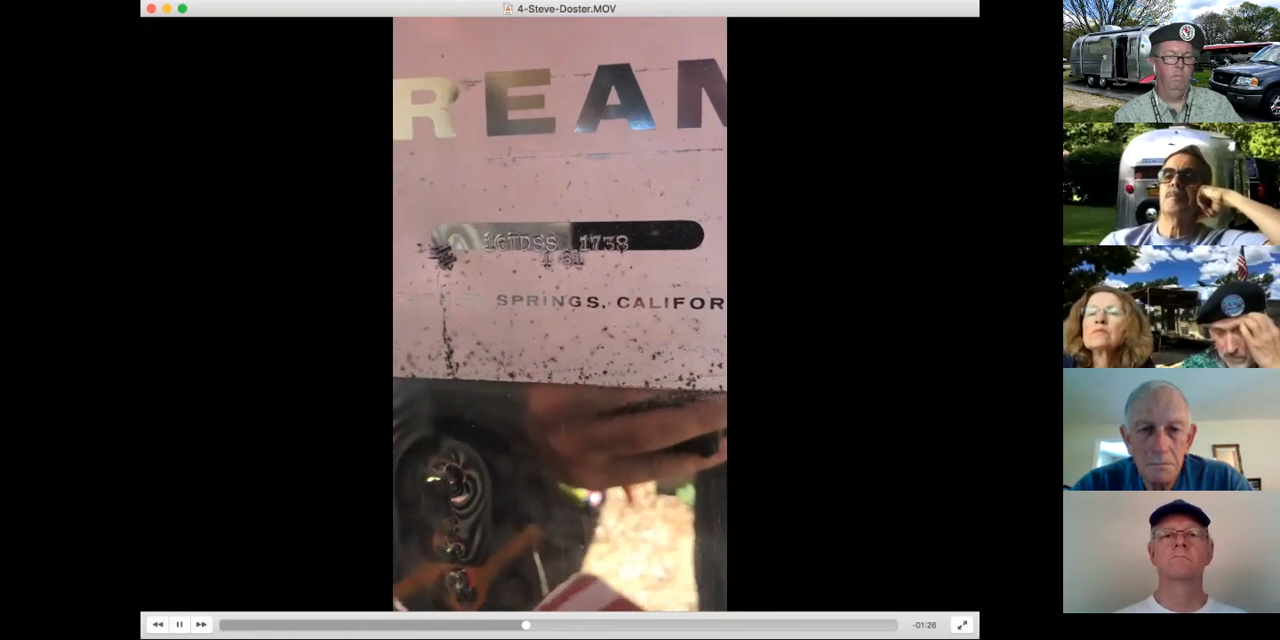 4-Steve-Doster.MOV
REAM
16TDSS 1738
4 61
SPRINGS, CALIFOR
-01:26